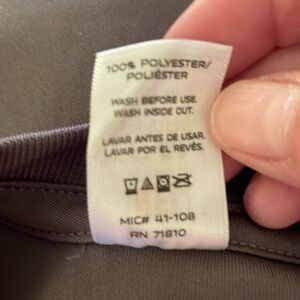 100% POLYESTER/
POLIÉSTER
WASH BEFORE USE.
WASH INSIDE OUT.
LAVAR ANTES DE USAR.
LAVAR POR EL REVÉS.
MIC# 41-108
RN 71810